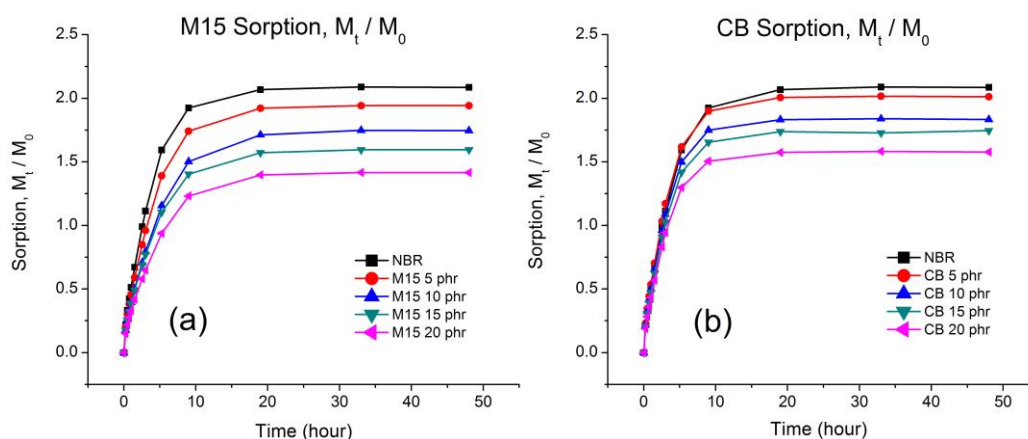 M15 Sorption, Mt / M0
Sorption, Mt / M0
2.5
2.0
1.5
1.0
0.5
0.0
NBR
M15 5 phr
M15 10 phr
M15 15 phr
M15 20 phr
(a)
0 10 20 30 40 50
Time (hour)
CB Sorption, Mt / M0
Sorption, Mt / M0
2.5
2.0
1.5
1.0
0.5
0.0
NBR
CB 5 phr
CB 10 phr
CB 15 phr
CB 20 phr
(b)
0 10 20 30 40 50
Time (hour)